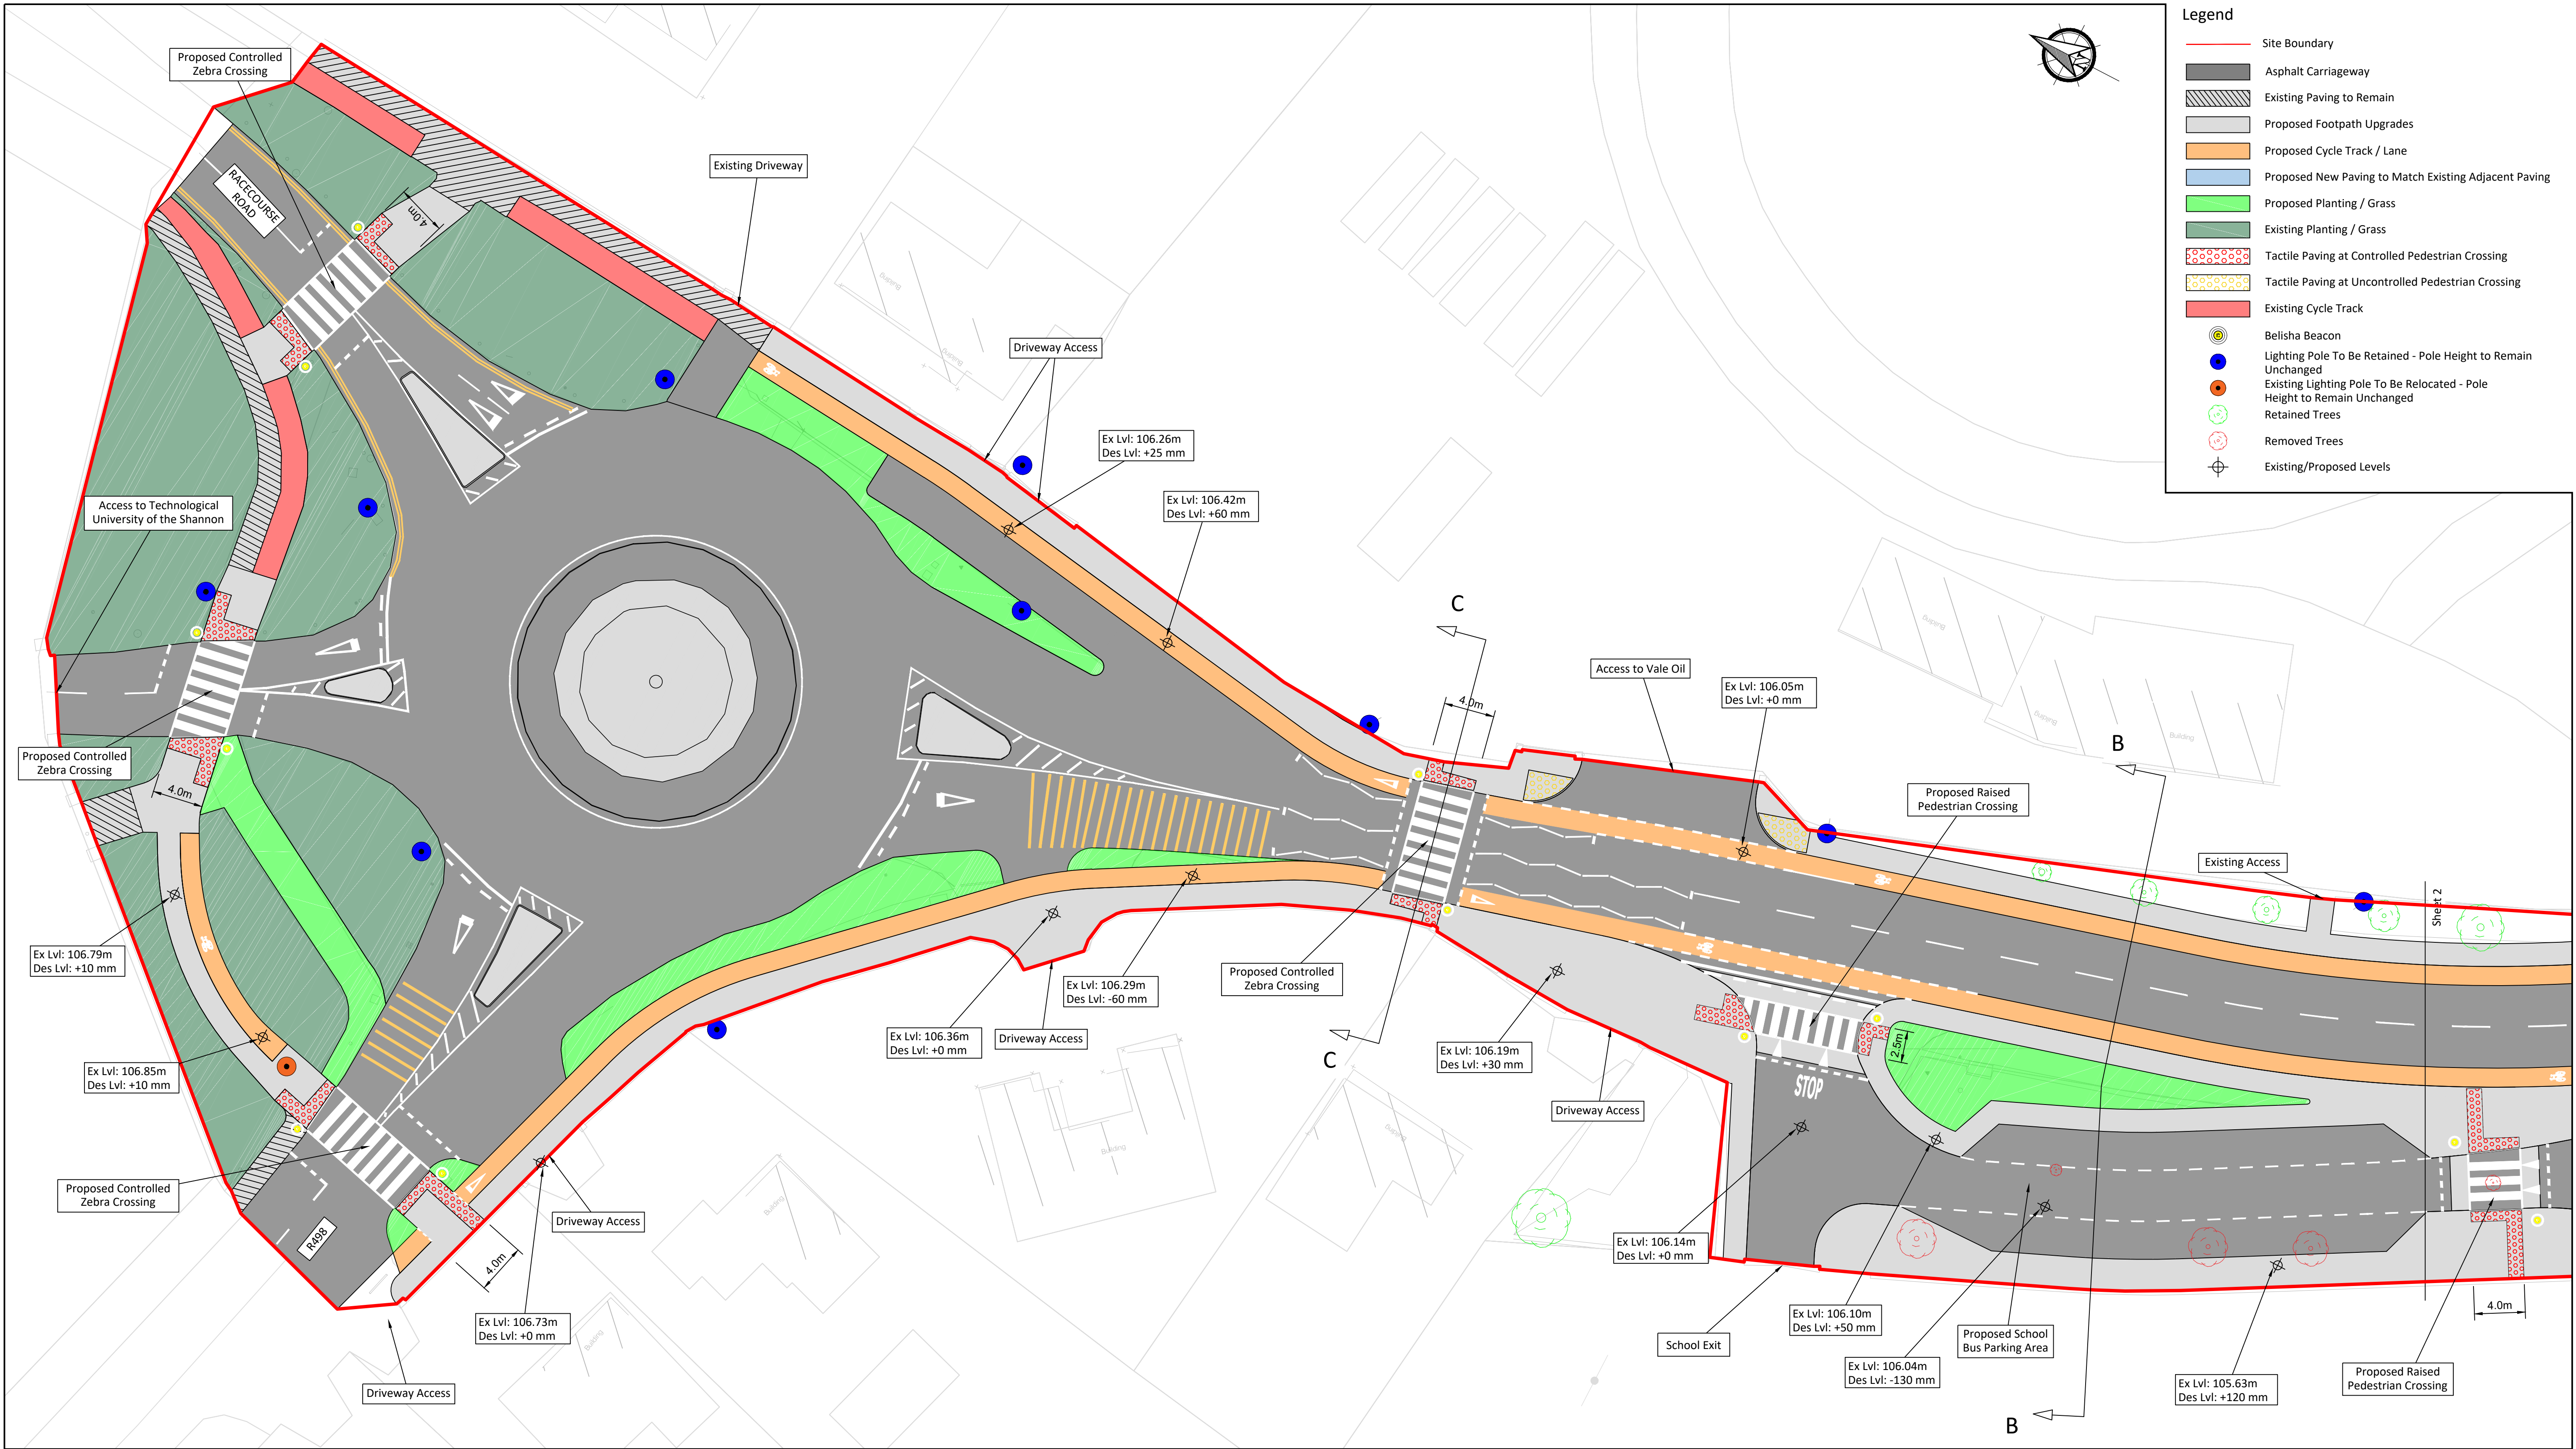 Legend
Site Boundary
Asphalt Carriageway
Existing Paving to Remain
Proposed Footpath Upgrades
Proposed Cycle Track / Lane
Proposed New Paving to Match Existing Adjacent Paving
Proposed Planting / Grass
Existing Planting / Grass
Tactile Paving at Controlled Pedestrian Crossing
Tactile Paving at Uncontrolled Pedestrian Crossing
Existing Cycle Track
Belisha Beacon
Lighting Pole To Be Retained - Pole Height to Remain
Unchanged
Existing Lighting Pole To Be Relocated - Pole
Height to Remain Unchanged
Retained Trees
Removed Trees
Existing/Proposed Levels
Proposed Controlled
Zebra Crossing
RACECOURSE
ROAD
4.0m
Existing Driveway
Building
Building
Driveway Access
Ex Lvl: 106.26m
Des Lvl: +25 mm
Ex Lvl: 106.42m
Des Lvl: +60 mm
Access to Technological
University of the Shannon
C
4.0m
Access to Vale Oil
Ex Lvl: 106.05m
Des Lvl: +0 mm
Building
Building
Building
B
Proposed Raised
Pedestrian Crossing
Existing Access
Sheet 2
Proposed Controlled
Zebra Crossing
4.0m
Ex Lvl: 106.79m
Des Lvl: +10 mm
Ex Lvl: 106.85m
Des Lvl: +10 mm
Proposed Controlled
Zebra Crossing
R498
4.0m
Driveway Access
Ex Lvl: 106.73m
Des Lvl: +0 mm
Driveway Access
Building
Building
Ex Lvl: 106.36m
Des Lvl: +0 mm
Driveway Access
Ex Lvl: 106.29m
Des Lvl: -60 mm
Building
Proposed Controlled
Zebra Crossing
C
Building
Ex Lvl: 106.19m
Des Lvl: +30 mm
Driveway Access
STOP
2.5m
Ex Lvl: 106.14m
Des Lvl: +0 mm
School Exit
Ex Lvl: 106.10m
Des Lvl: +50 mm
Ex Lvl: 106.04m
Des Lvl: -130 mm
Proposed School
Bus Parking Area
B
Ex Lvl: 105.63m
Des Lvl: +120 mm
Proposed Raised
Pedestrian Crossing
4.0m